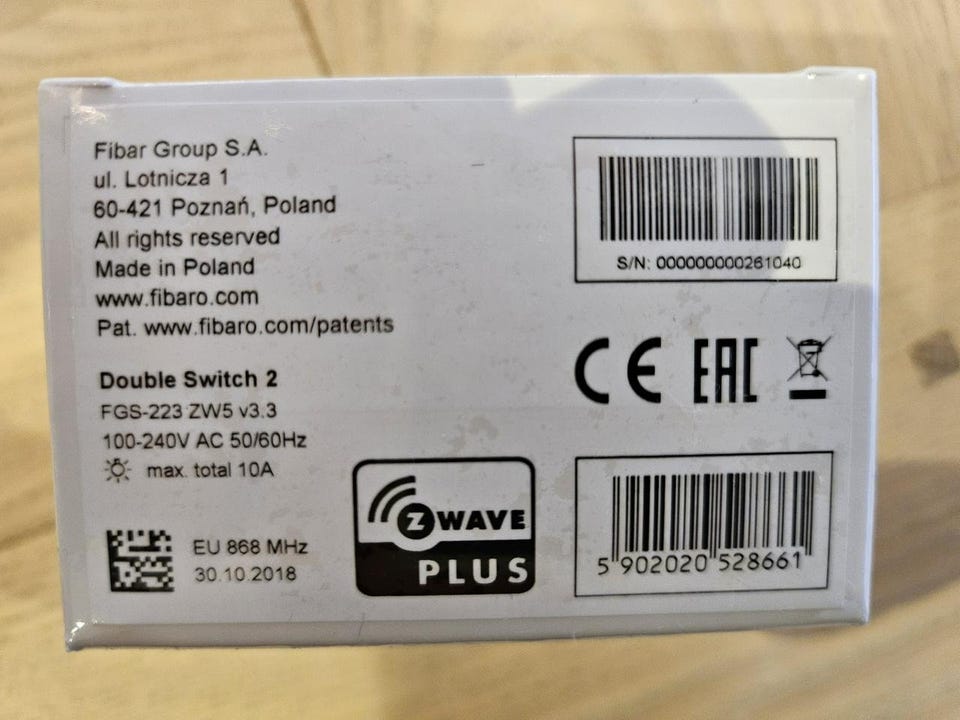 Fibar Group S.A.
ul. Lotnicza 1
60-421 Poznań, Poland
All rights reserved
Made in Poland
www.fibaro.com
Pat. www.fibaro.com/patents
Double Switch 2
FGS-223 ZW5 v3.3
100-240V AC 50/60Hz
max. total 10A
EU 868 MHz
30.10.2018
Z WAVE
PLUS
S/N: 000000000261040
CE EAC
5 902020 528661